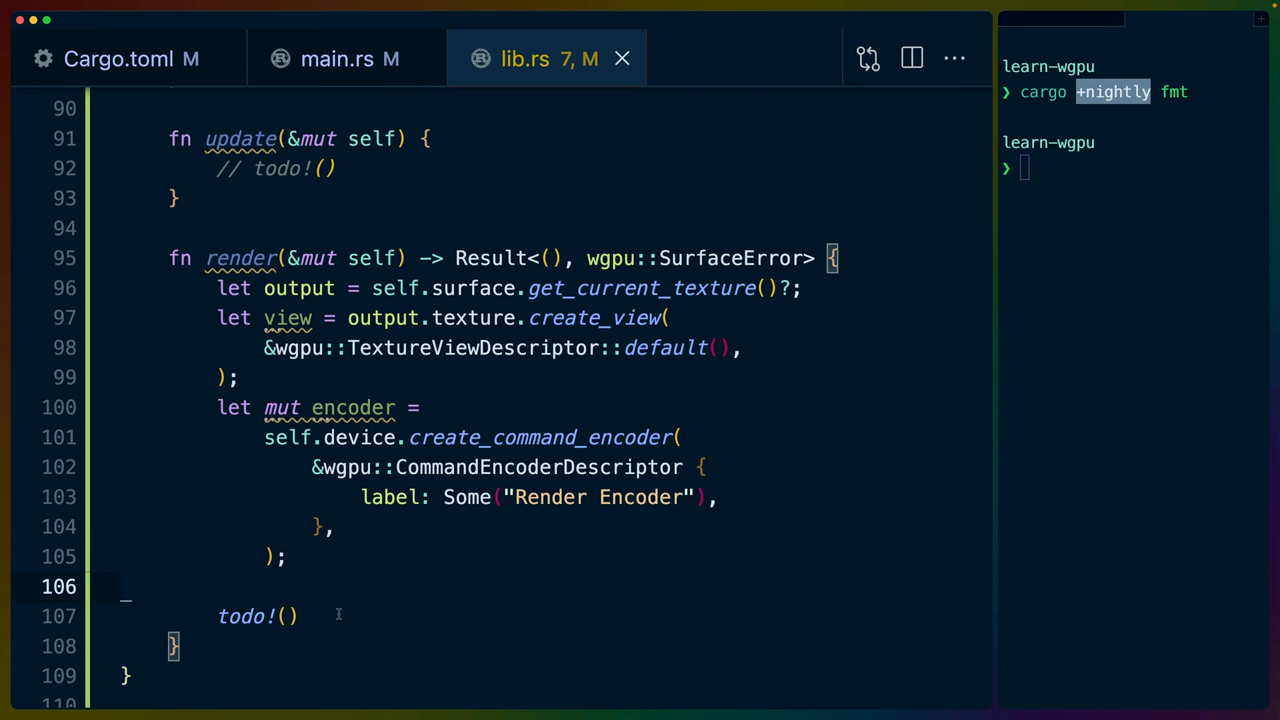 Cargo.toml M
main.rs M
lib.rs 7, M
90
91 fn update(&mut self) {
92 // todo!()
93 }
94
95 fn render(&mut self) -> Result<(), wgpu::SurfaceError> {
96 let output = self.surface.get_current_texture()?;
97 let view = output.texture.create_view(
98 &wgpu::TextureViewDescriptor::default(),
99 );
100 let mut encoder =
101 self.device.create_command_encoder(
102 &wgpu::CommandEncoderDescriptor {
103 label: Some("Render Encoder"),
104 },
105 );
106
107 todo!()
108 }
109 }
110
learn-wgpu
❯ cargo +nightly fmt
learn-wgpu
❯